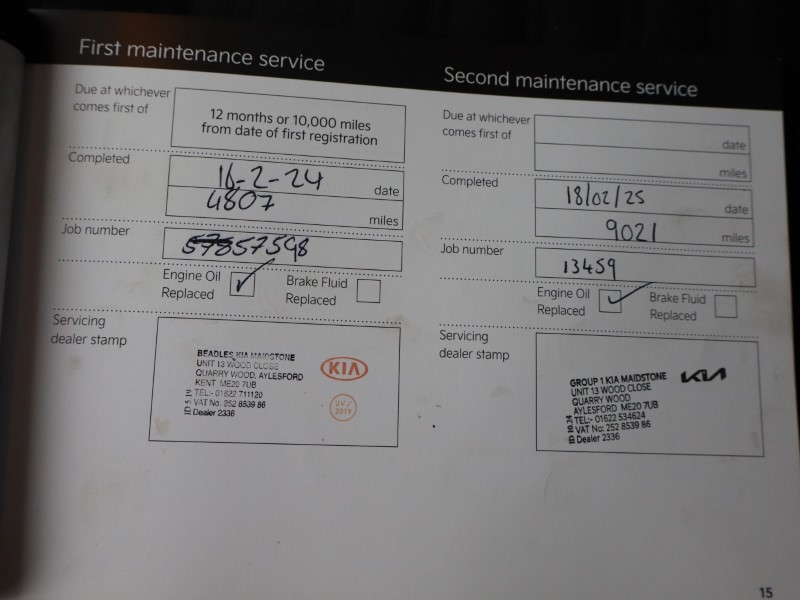 First maintenance service
Due at whichever
comes first of
12 months or 10,000 miles
from date of first registration
Completed
16-2-24
date
4807
miles
Job number
57598
Engine Oil
Replaced
Brake Fluid
Replaced
Servicing
dealer stamp
BEADLES KIA MAIDSTONE
UNIT 13 WOOD CLOSE
QUARRY WOOD, AYLESFORD
KENT ME20 7UB
TEL:- 01622 711120
VAT No. 252 8539 86
Dealer 2336
KIA
UV
2019
Second maintenance service
Due at whichever
comes first of
date
miles
Completed
18/02/25
date
9021
miles
Job number
13459
Engine Oil
Replaced
Brake Fluid
Replaced
Servicing
dealer stamp
GROUP 1 KIA MAIDSTONE
UNIT 13 WOOD CLOSE
QUARRY WOOD
AYLESFORD ME20 7UB
TEL:- 01622 534624
VAT No: 252 8539 86
Dealer 2336
KIA
15